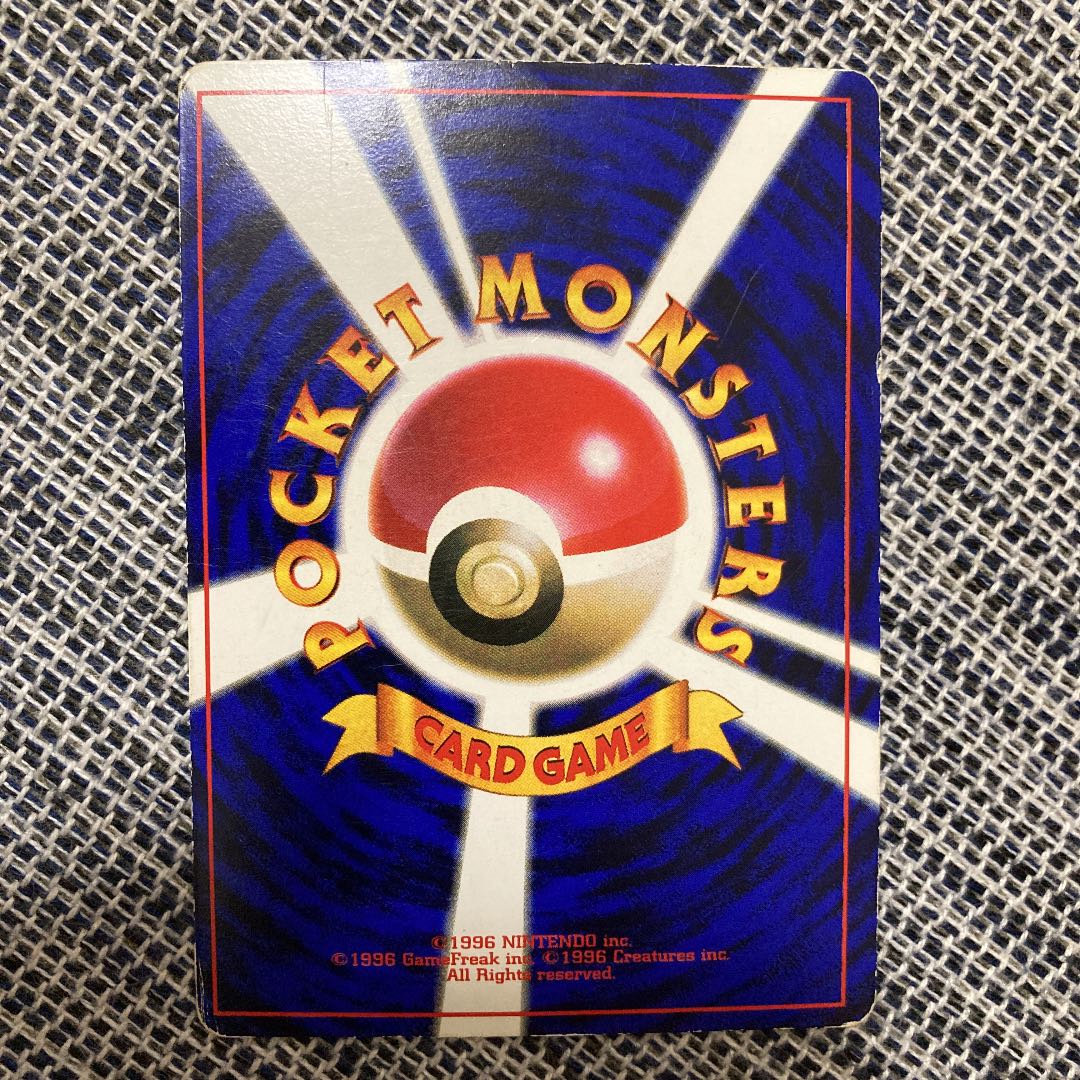 POCKET MONSTERS
CARD GAME
©1996 NINTENDO inc.
©1996 GameFreak inc. ©1996 Creatures inc.
All Rights reserved.